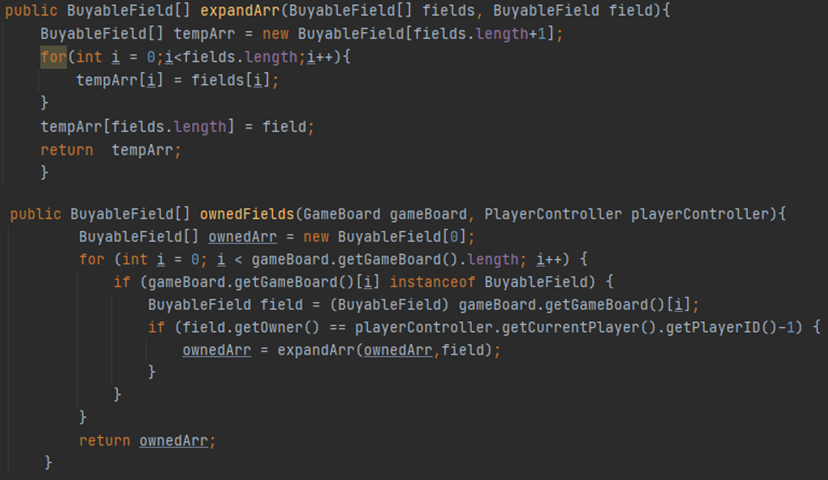 public BuyableField[] expandArr(BuyableField[] fields, BuyableField field){
BuyableField[] tempArr = new BuyableField[fields.length+1];
for(int i = 0;i<fields.length;i++){
tempArr[i] = fields[i];
}
tempArr[fields.length] = field;
return  tempArr;
}
public BuyableField[] ownedFields(GameBoard gameBoard, PlayerController playerController){
BuyableField[] ownedArr = new BuyableField[0];
for (int i = 0; i < gameBoard.getGameBoard().length; i++) {
if (gameBoard.getGameBoard()[i] instanceof BuyableField) {
BuyableField field = (BuyableField) gameBoard.getGameBoard()[i];
if (field.getOwner() == playerController.getCurrentPlayer().getPlayerID()-1) {
ownedArr = expandArr(ownedArr,field);
}
}
}
return ownedArr;
}